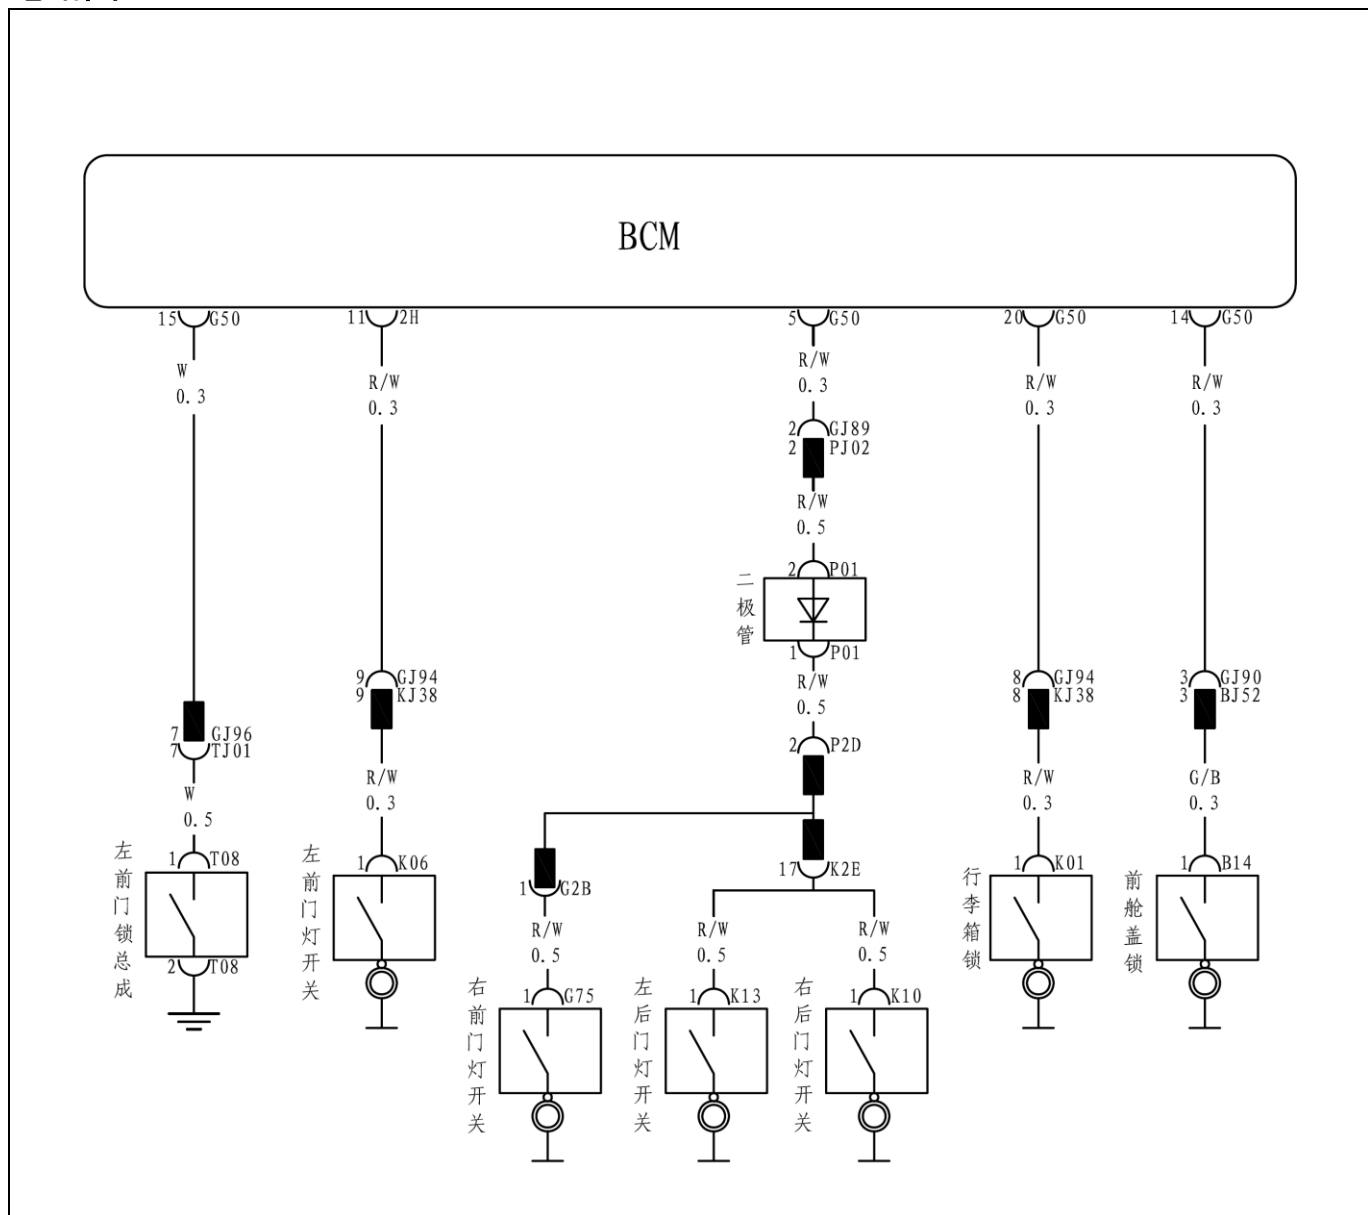 BCM
15 G50
11 2H
5 G50
20 G50
14 G50
W
0.3
R/W
0.3
R/W
0.3
R/W
0.3
R/W
0.3
2 GJ89
2 PJ02
R/W
0.5
2 P01
二极管
1 P01
R/W
0.5
9 GJ94
9 KJ38
8 GJ94
8 KJ38
3 GJ90
3 BJ52
7 GJ96
7 TJ01
2 P2D
W
0.5
R/W
0.3
R/W
0.3
G/B
0.3
左前门锁总成
1 T08
2 T08
左前门灯开关
1 K06
1 G2B
17 K2E
行李箱锁
1 K01
前舱盖锁
1 B14
R/W
0.5
R/W
0.5
R/W
0.5
右前门灯开关
1 G75
左后门灯开关
1 K13
右后门灯开关
1 K10